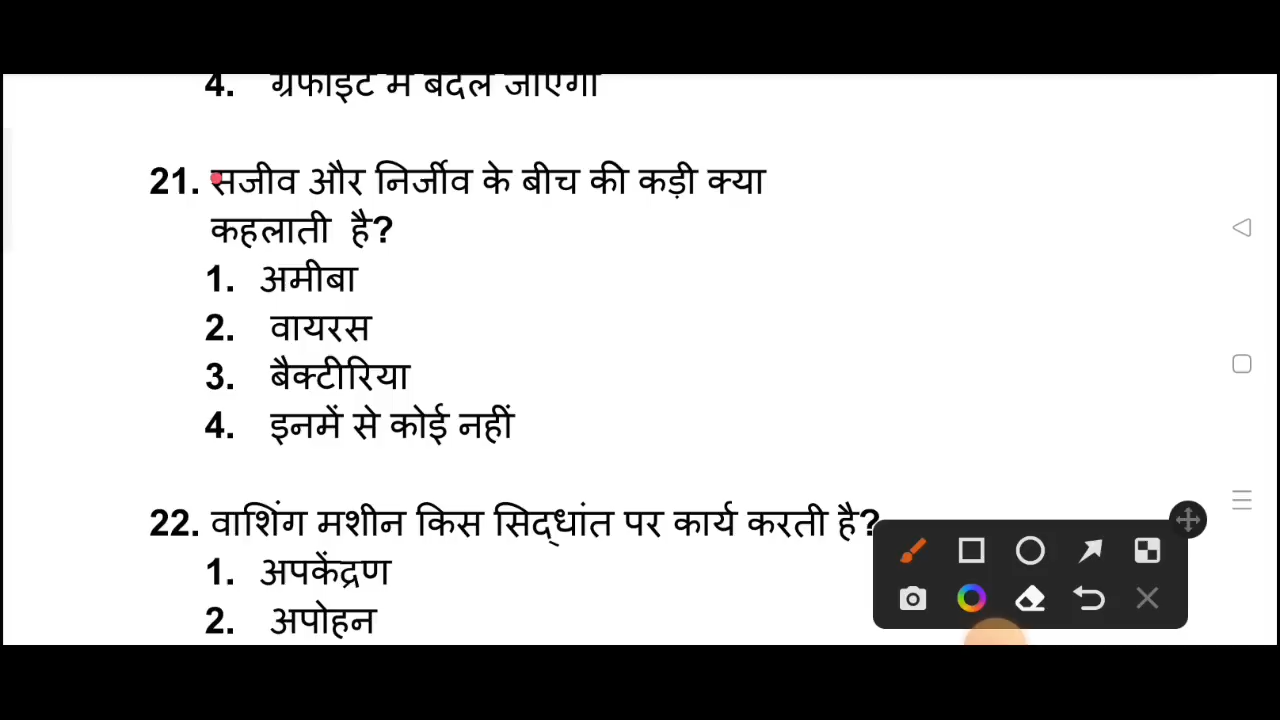 4. ग्रेफाइट में बदल जाएगा
21. सजीव और निर्जीव के बीच की कड़ी क्या
कहलाती है?
1. अमीबा
2. वायरस
3. बैक्टीरिया
4. इनमें से कोई नहीं
22. वाशिंग मशीन किस सिद्धांत पर कार्य करती है?
1. अपकेंद्रण
2. अपोहन